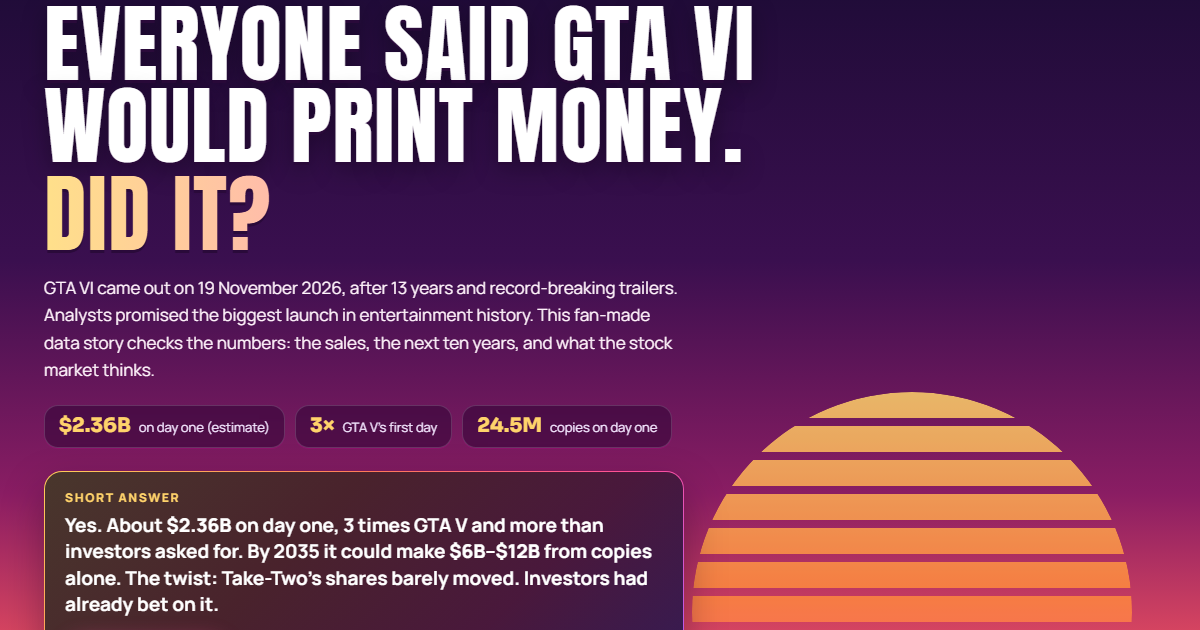 EVERYONE SAID GTA VI
WOULD PRINT MONEY.
DID IT?
GTA VI came out on 19 November 2026, after 13 years and record-breaking trailers.
Analysts promised the biggest launch in entertainment history. This fan-made
data story checks the numbers: the sales, the next ten years, and what the stock
market thinks.
$2.36B on day one (estimate)
3× GTA V's first day
24.5M copies on day one
SHORT ANSWER
Yes. About $2.36B on day one, 3 times GTA V and more than
investors asked for. By 2035 it could make $6B–$12B from copies
alone. The twist: Take-Two's shares barely moved. Investors had
already bet on it.